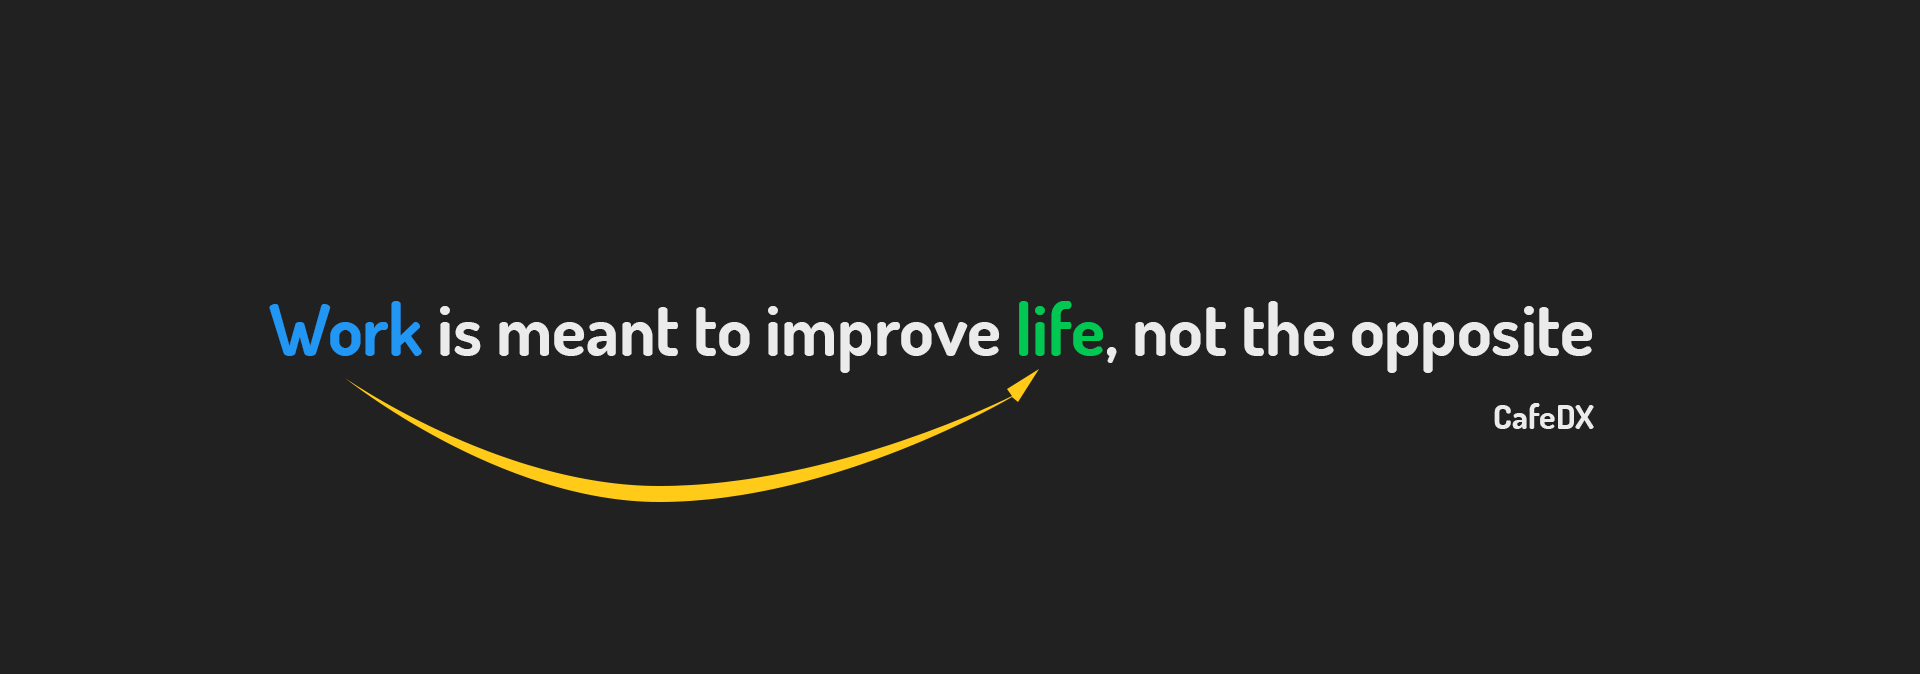 Work is meant to improve life, not the opposite
CafeDX